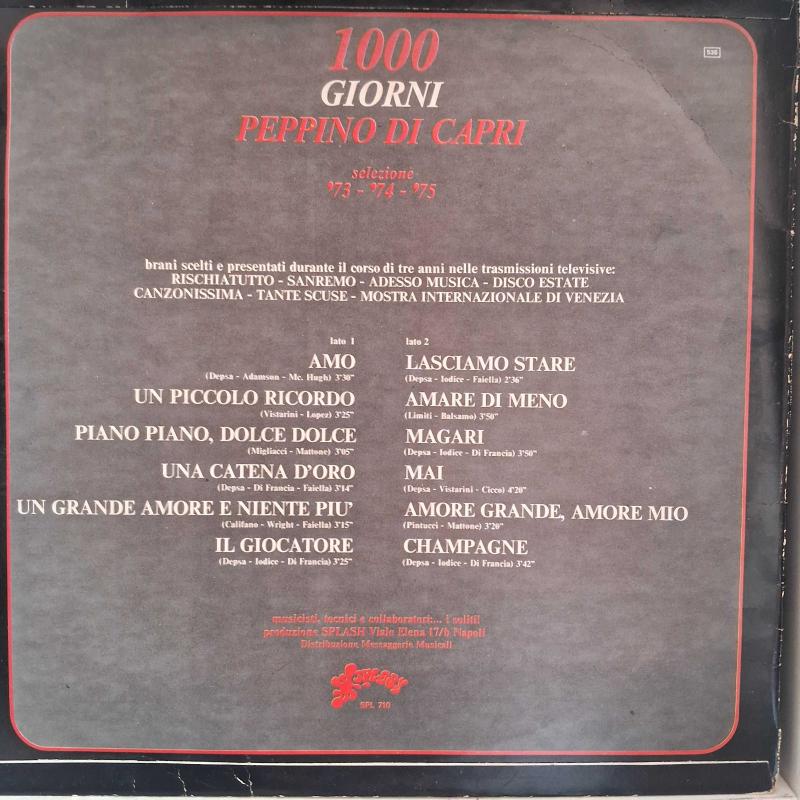 1000
GIORNI
PEPPINO DI CAPRI
selezione
'73 - '74 - '75
536
brani scelti e presentati durante il corso di tre anni nelle trasmissioni televisive:
RISCHIATUTTO - SANREMO - ADESSO MUSICA - DISCO ESTATE
CANZONISSIMA - TANTE SCUSE - MOSTRA INTERNAZIONALE DI VENEZIA
lato 1
AMO
(Depsa - Adamson - Mc. Hugh) 3'30"
UN PICCOLO RICORDO
(Vistarini - Lopez) 3'25"
PIANO PIANO, DOLCE DOLCE
(Migliacci - Mattone) 3'05"
UNA CATENA D'ORO
(Depsa - Di Francia - Faiella) 3'14"
UN GRANDE AMORE E NIENTE PIU'
(Califano - Wright - Faiella) 3'15"
IL GIOCATORE
(Depsa - Iodice - Di Francia) 3'25"
lato 2
LASCIAMO STARE
(Depsa - Iodice - Faiella) 2'36"
AMARE DI MENO
(Limiti - Balsamo) 3'50"
MAGARI
(Depsa - Iodice - Di Francia) 3'50"
MAI
(Depsa - Vistarini - Cicco) 4'20"
AMORE GRANDE, AMORE MIO
(Pintucci - Mattone) 3'20"
CHAMPAGNE
(Depsa - Iodice - Di Francia) 3'42"
musicisti, tecnici e collaboratori:... i soliti!
produzione SPLASH Viale Elena 17/b Napoli
Distribuzione Messaggerie Musicali
SPLASH
SPL 710